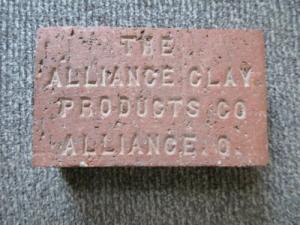 THE
ALLIANCE CLAY
PRODUCTS CO
ALLIANCE. O.